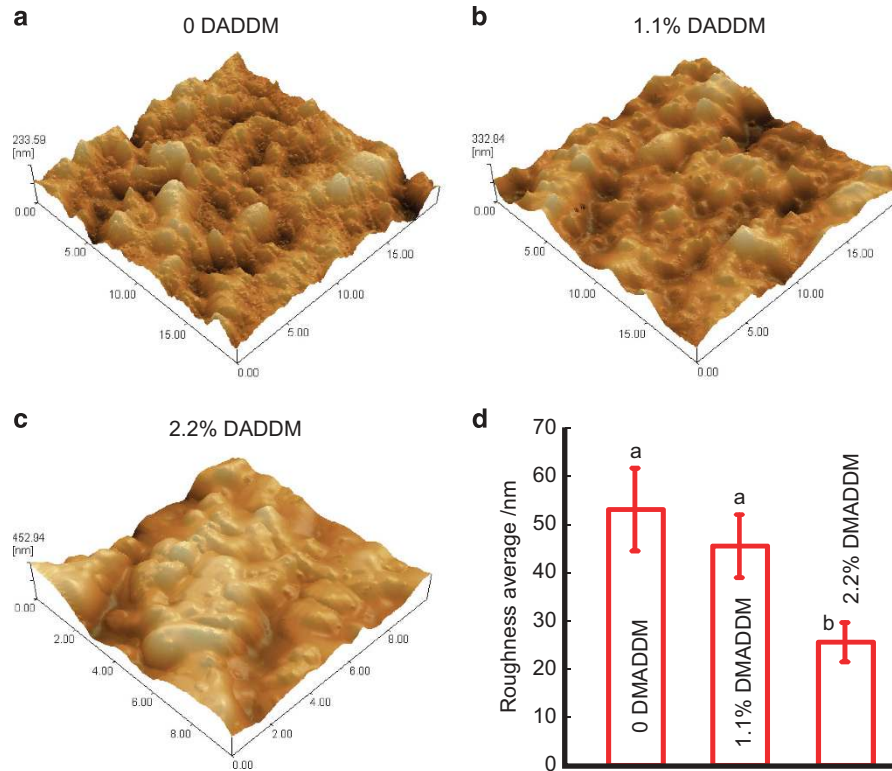 a
0 DADDM
233.59
[nm]
0.00
5.00
10.00
15.00
0.00
5.00
10.00
15.00
b
1.1% DADDM
332.84
[nm]
0.00
5.00
10.00
15.00
0.00
5.00
10.00
15.00
c
2.2% DADDM
452.94
[nm]
0.00
2.00
4.00
6.00
8.00
0.00
2.00
4.00
6.00
8.00
d
Roughness average /nm
70
60
50
40
30
20
10
0
a
0 DMADDM
a
1.1% DMADDM
b
2.2% DMADDM